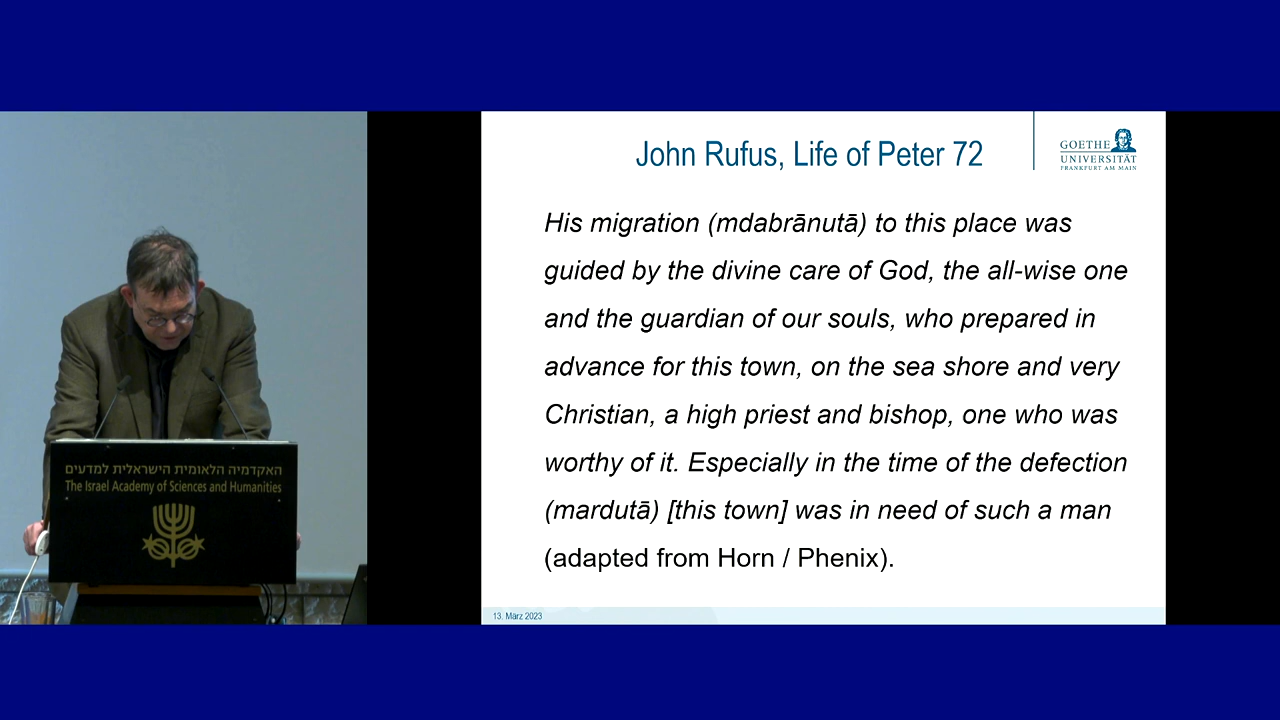 האקדמיה הלאומית הישראלית למדעים
The Israel Academy of Sciences and Humanities
John Rufus, Life of Peter 72
GOETHE
UNIVERSITÄT
FRANKFURT AM MAIN
His migration (mdabrānutā) to this place was
guided by the divine care of God, the all-wise one
and the guardian of our souls, who prepared in
advance for this town, on the sea shore and very
Christian, a high priest and bishop, one who was
worthy of it. Especially in the time of the defection
(mardutā) [this town] was in need of such a man
(adapted from Horn / Phenix).
13. März 2023